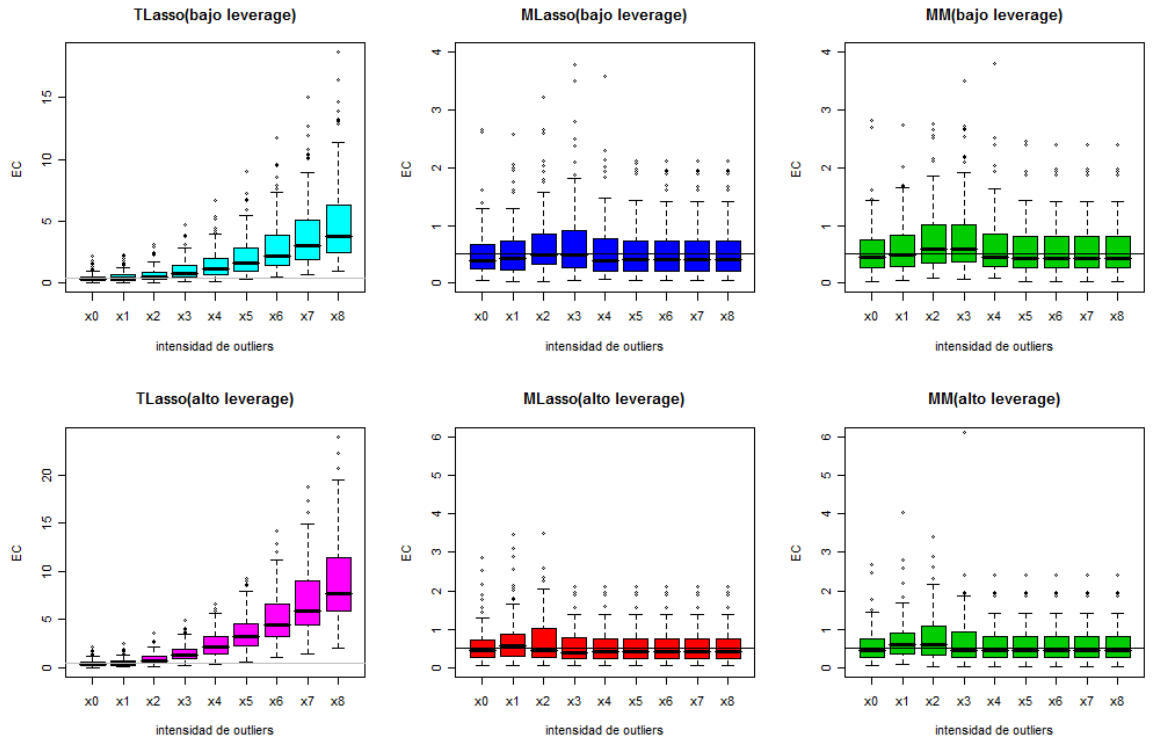 TLasso(bajo leverage)
EC
0 5 10 15
x0 x1 x2 x3 x4 x5 x6 x7 x8
intensidad de outliers
MLasso(bajo leverage)
EC
0 1 2 3 4
x0 x1 x2 x3 x4 x5 x6 x7 x8
intensidad de outliers
MM(bajo leverage)
EC
0 1 2 3 4
x0 x1 x2 x3 x4 x5 x6 x7 x8
intensidad de outliers
TLasso(alto leverage)
EC
0 5 10 15 20
x0 x1 x2 x3 x4 x5 x6 x7 x8
intensidad de outliers
MLasso(alto leverage)
EC
0 1 2 3 4 5 6
x0 x1 x2 x3 x4 x5 x6 x7 x8
intensidad de outliers
MM(alto leverage)
EC
0 1 2 3 4 5 6
x0 x1 x2 x3 x4 x5 x6 x7 x8
intensidad de outliers